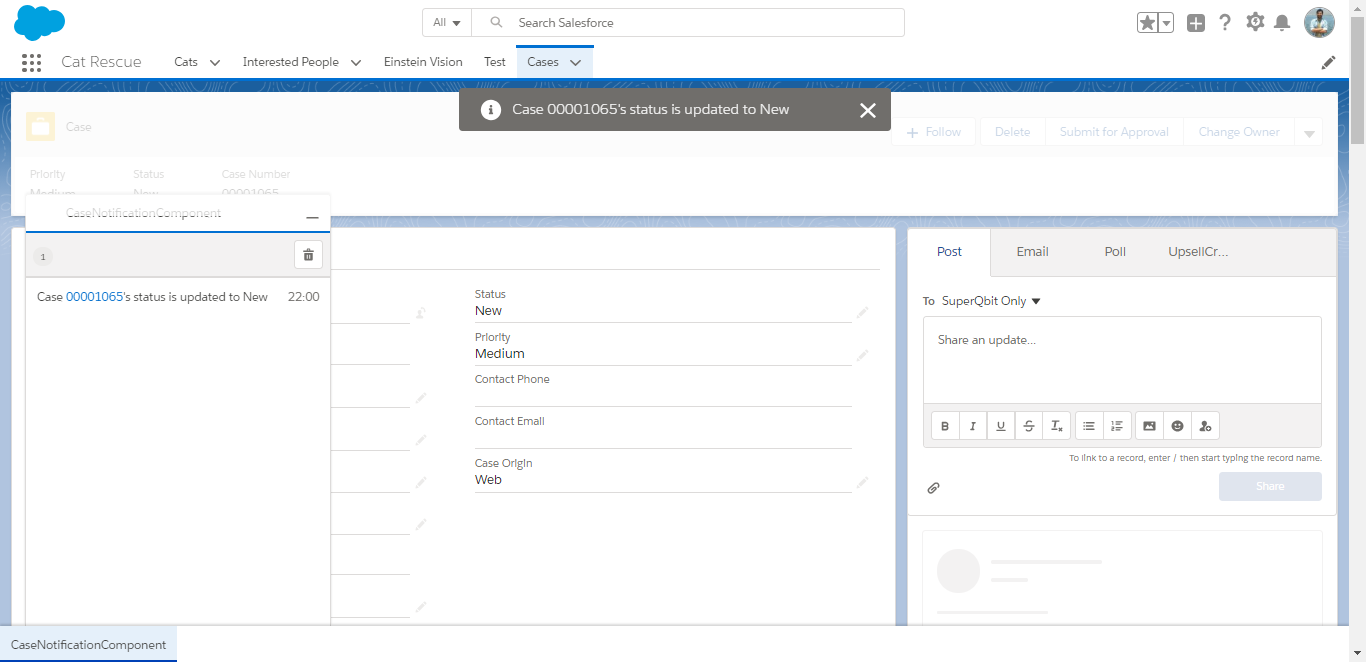 All
Search Salesforce
Cat Rescue
Cats
Interested People
Einstein Vision
Test
Cases
Case 00001065's status is updated to New
Case
Follow
Delete
Submit for Approval
Change Owner
Priority
Status
Case Number
Medium
New
00001065
CaseNotificationComponent
1
Case 00001065's status is updated to New 22:00
Status
New
Priority
Medium
Contact Phone
Contact Email
Case Origin
Web
Post
Email
Poll
UpsellCr...
To SuperQbit Only
Share an update...
B I U S Tx
To link to a record, enter / then start typing the record name.
Share
CaseNotificationComponent